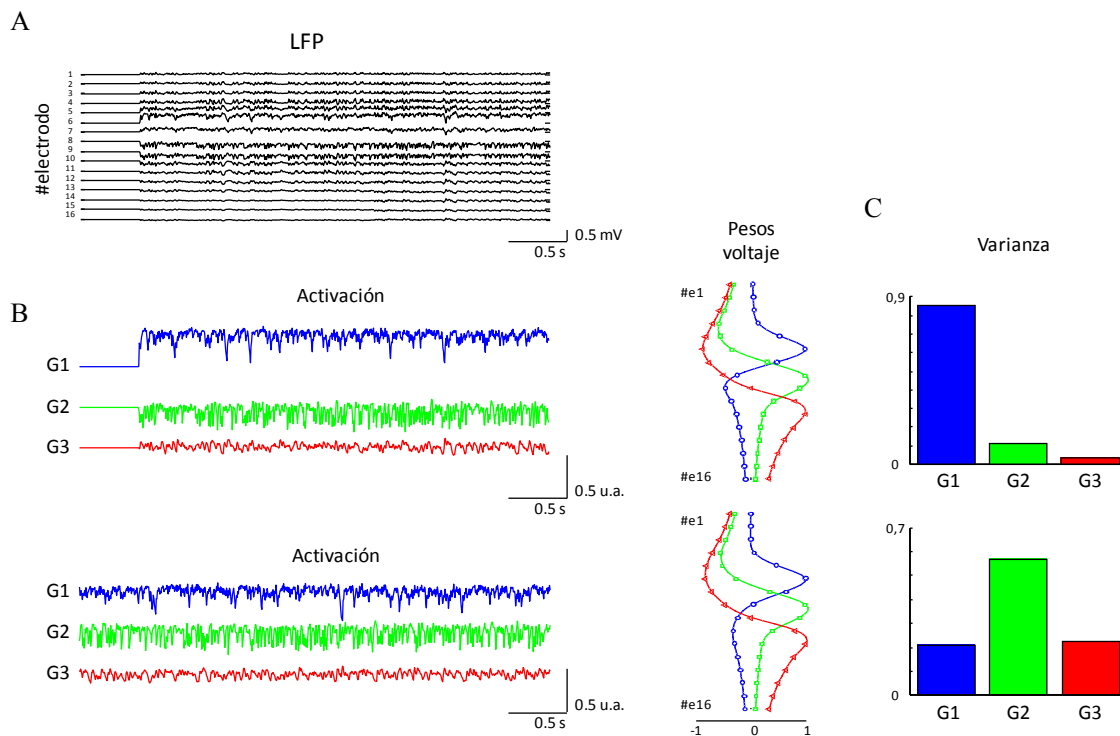 A
LFP
#electrodo
1
2
3
4
5
6
7
8
9
10
11
12
13
14
15
16
0.5 mV
0.5 s
B
Activación
G1
G2
G3
0.5 u.a.
0.5 s
Pesos
voltaje
#e1
#e16
C
Varianza
0,9
0
G1 G2 G3
Activación
G1
G2
G3
0.5 u.a.
0.5 s
#e1
#e16
-1 0 1
0,7
0
G1 G2 G3